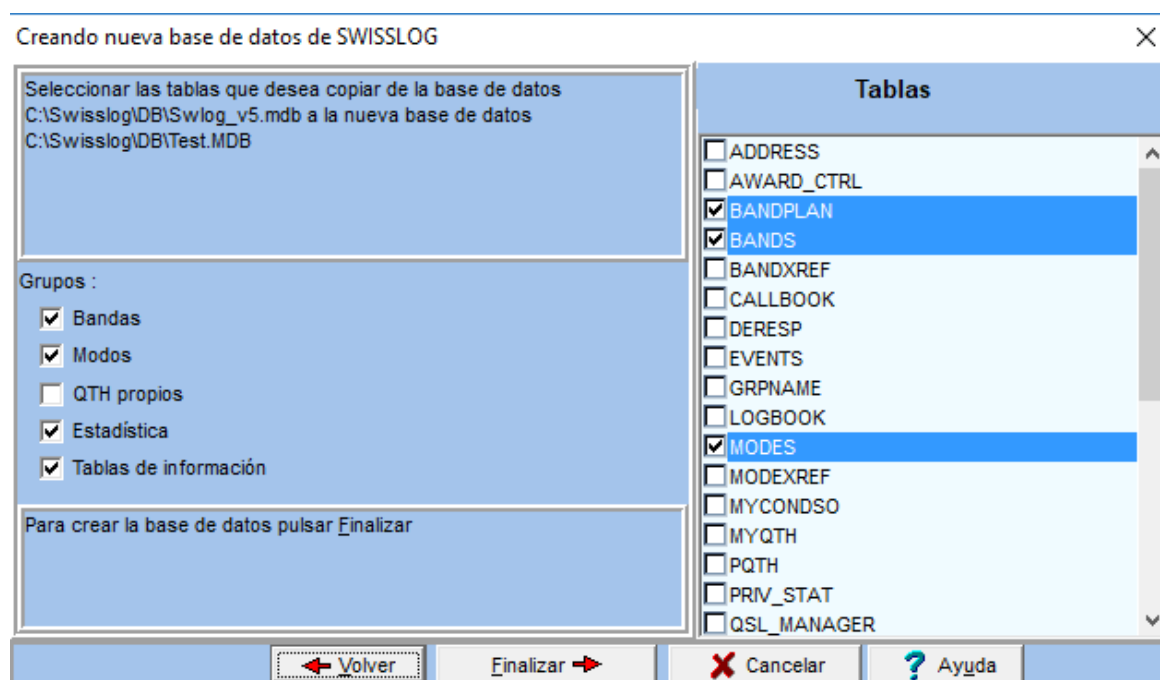 Creando nueva base de datos de SWISSLOG
Seleccionar las tablas que desea copiar de la base de datos
C:\Swisslog\DB\Swlog_v5.mdb a la nueva base de datos
C:\Swisslog\DB\Test.MDB
Grupos :
Bandas
Modos
QTH propios
Estadística
Tablas de información
Para crear la base de datos pulsar Finalizar
Tablas
ADDRESS
AWARD_CTRL
BANDPLAN
BANDS
BANDXREF
CALLBOOK
DERESP
EVENTS
GRPNAME
LOGBOOK
MODES
MODEXREF
MYCONDSO
MYQTH
PQTH
PRIV_STAT
QSL_MANAGER
Volver
Finalizar
Cancelar
Ayuda